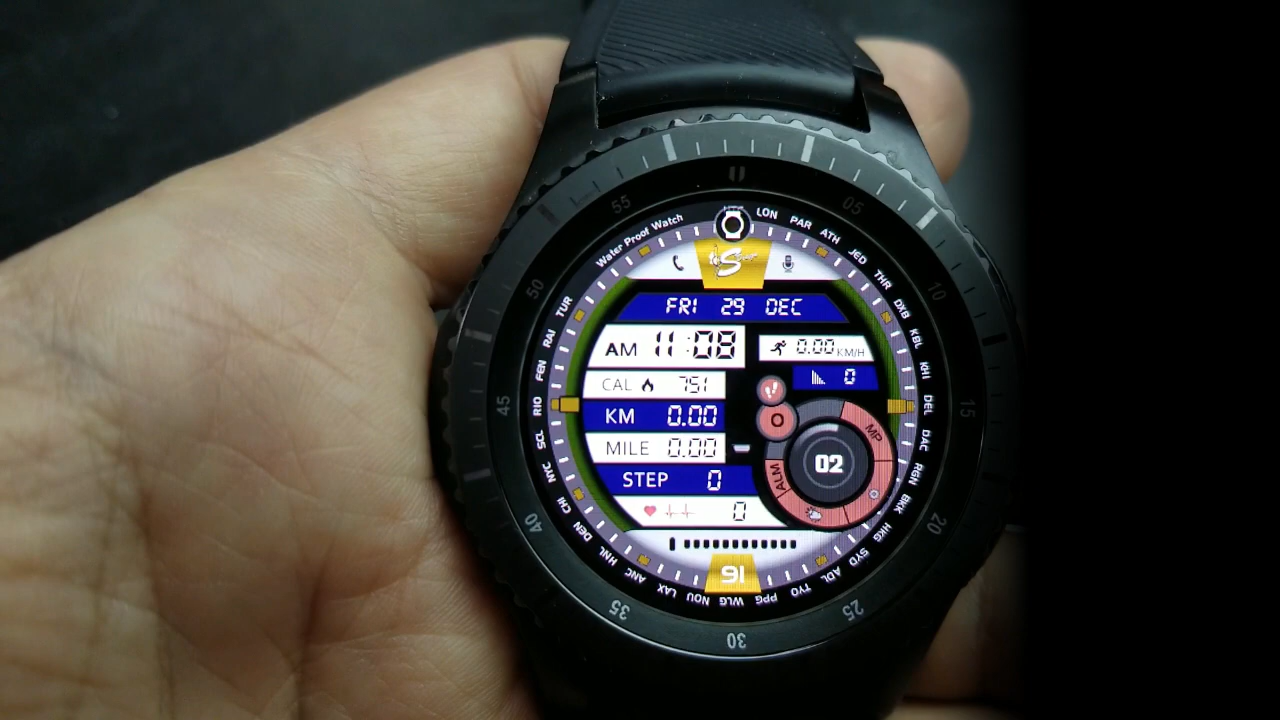 55
05
50
10
45
15
40
20
35
25
30
Water Proof Watch
LON
PAR
ATH
JED
THR
DXB
KBL
KHI
DEL
DAC
RGN
BKK
HKG
SYD
ADL
TYO
PPG
WLG
NOU
LAX
ANC
HNL
DEN
CHI
NYC
SCL
RIO
FEN
RAI
TUR
FRI 29 DEC
AM 11:08
0.00 KM/H
CAL 751
0
KM 0.00
O
MILE 0.00
MP
02
ALM
STEP 0
0
91